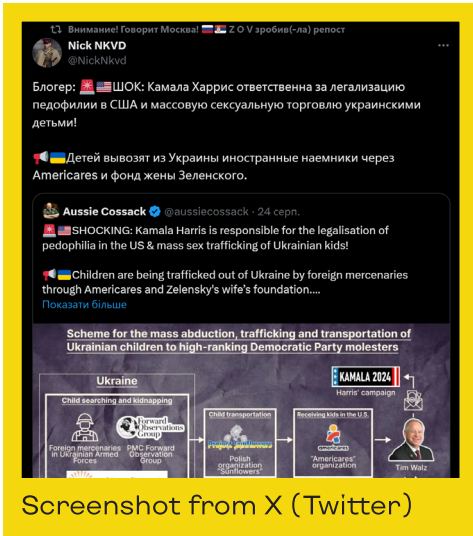 Внимание! Говорит Москва! 🇷🇺🇷🇸 Z O V зробив(-ла) репост
Nick NKVD
@NickNkvd
Блогер: 🚨🇺🇸ШОК: Камала Харрис ответственна за легализацию
педофилии в США и массовую сексуальную торговлю украинскими
детьми!
📢🇺🇦Детей вывозят из Украины иностранные наемники через
Americares и фонд жены Зеленского.
Aussie Cossack @aussiecossack · 24 серп.
🚨🇺🇸SHOCKING: Kamala Harris is responsible for the legalisation of
pedophilia in the US & mass sex trafficking of Ukrainian kids!
📢🇺🇦Children are being trafficked out of Ukraine by foreign mercenaries
through Americares and Zelensky's wife's foundation....
Показати більше
Scheme for the mass abduction, trafficking and transportation of
Ukrainian children to high-ranking Democratic Party molesters
Ukraine
Child searching and kidnapping
Foreign mercenaries
in Ukrainian Armed
Forces
Forward
Observations
Group
PMC Forward
Observation
Group
Child transportation
Polish
organization
"Sunflowers"
Receiving kids in the U.S.
americares
"Americares"
organization
KAMALA 2024
Harris' campaign
Tim Walz
Screenshot from X (Twitter)